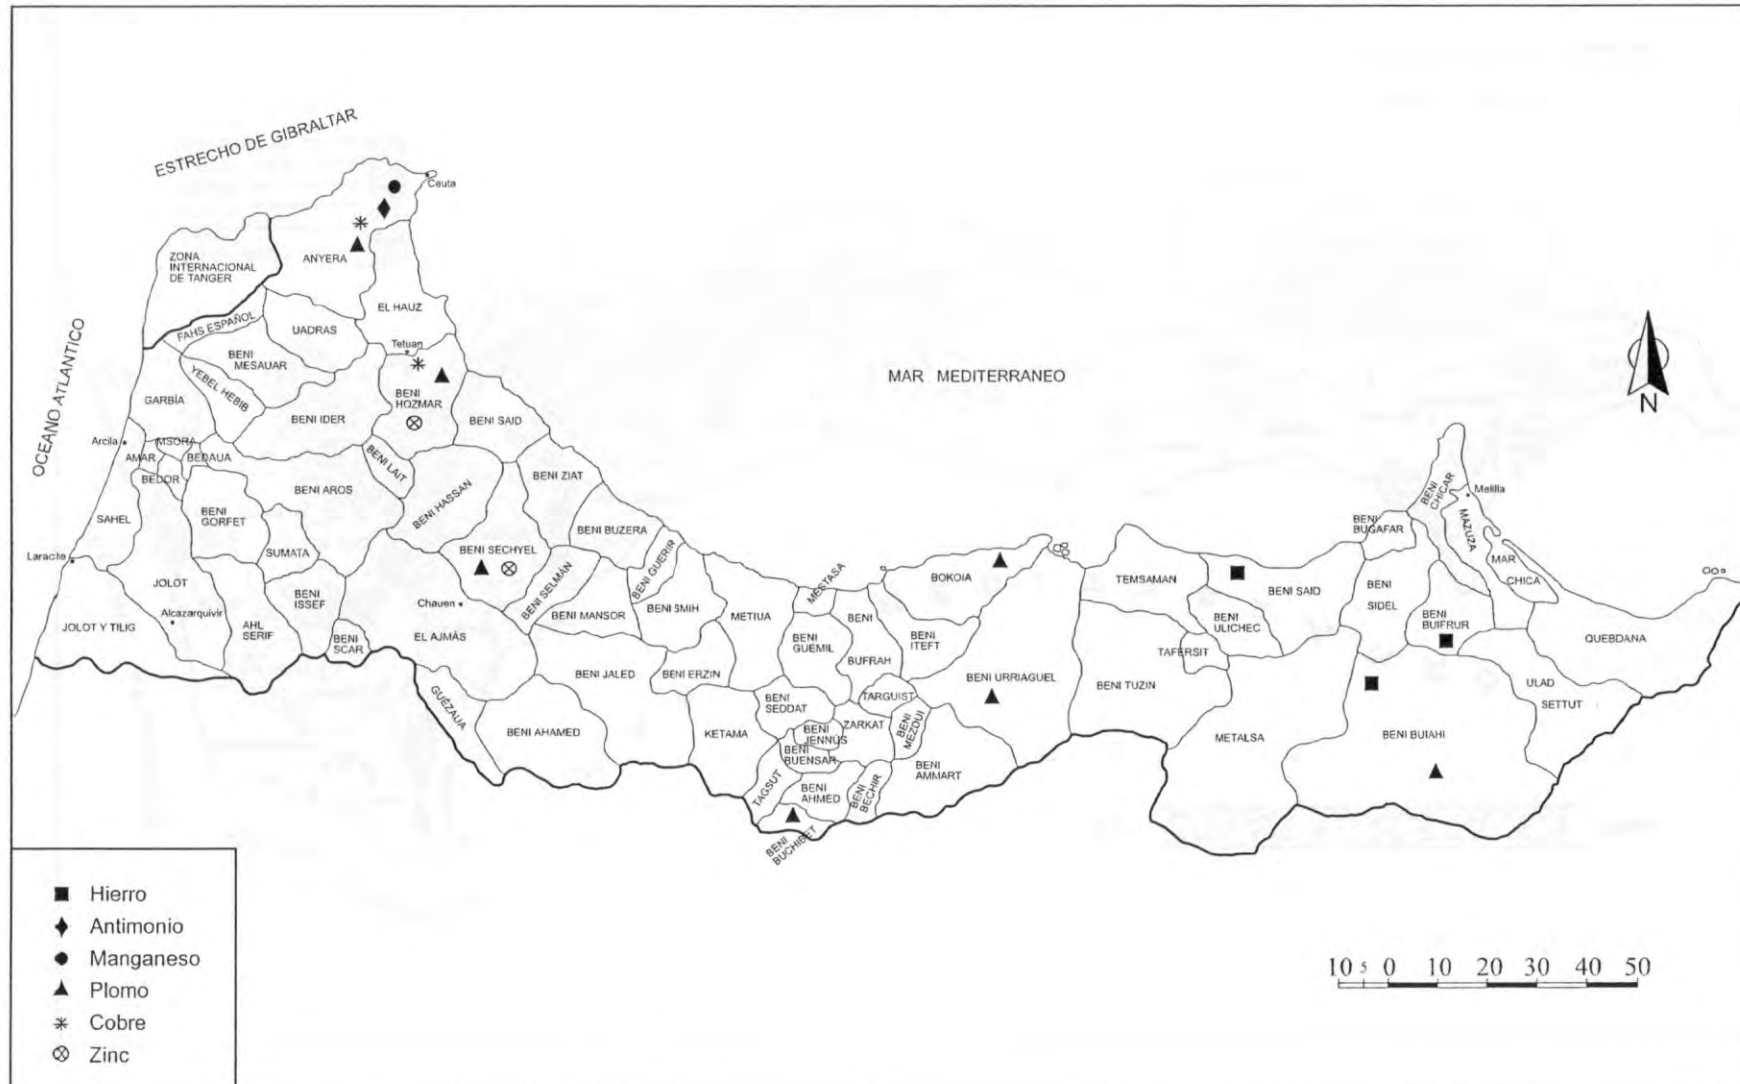 ESTRECHO DE GIBRALTAR
Ceuta
ZONA
INTERNACIONAL
DE TANGER
ANYERA
EL HAUZ
FAHS ESPAÑOL
UADRAS
Tetuan
BENI
MESAUAR
YEBEL HEBIB
OCEANO ATLANTICO
MAR MEDITERRANEO
N
GARBÍA
BENI IDER
BENI
HOZMAR
BENI SAID
Arcila
MSORA
AMAR
BEDAUA
BEDOR
BENI LAIT
BENI AROS
BENI HASSAN
BENI ZIAT
SAHEL
BENI
GORFET
SUMATA
BENI BUZERA
BENI SECHYEL
BENI SELMÁN
BENI GUERIR
Larache
JOLOT
Alcazarquivir
JOLOT Y TILIG
AHL
SERIF
BENI
ISSEF
BENI
SCAR
Chauen
EL AJMÁS
BENI MANSOR
BENI SMIH
METIUA
MESTASA
BOKOIA
BENI
GUEMIL
BENI
BUFRAH
BENI
ITEFT
BENI JALED
BENI ERZIN
GUÉZAUA
BENI AHAMED
KETAMA
BENI
SEDDAT
TARGUIST
BENI URRIAGUEL
BENI
JENNÚS
ZARKAT
BENI
MEZDUI
BENI
BUENSAR
TAGSUT
BENI
AHMED
BENI
BECHIR
BENI
AMMART
BENI
BUCHIBET
TEMSAMAN
BENI SAID
BENI
ULICHEC
TAFERSIT
BENI TUZIN
METALSA
BENI
BUGAFAR
BENI
CHICAR
Melilla
MAZUZA
MAR
CHICA
BENI
SIDEL
BENI
BUIFRUR
QUEBDANA
ULAD
SETTUT
BENI BUIAHI
Hierro
Antimonio
Manganeso
Plomo
Cobre
Zinc
10 5 0 10 20 30 40 50